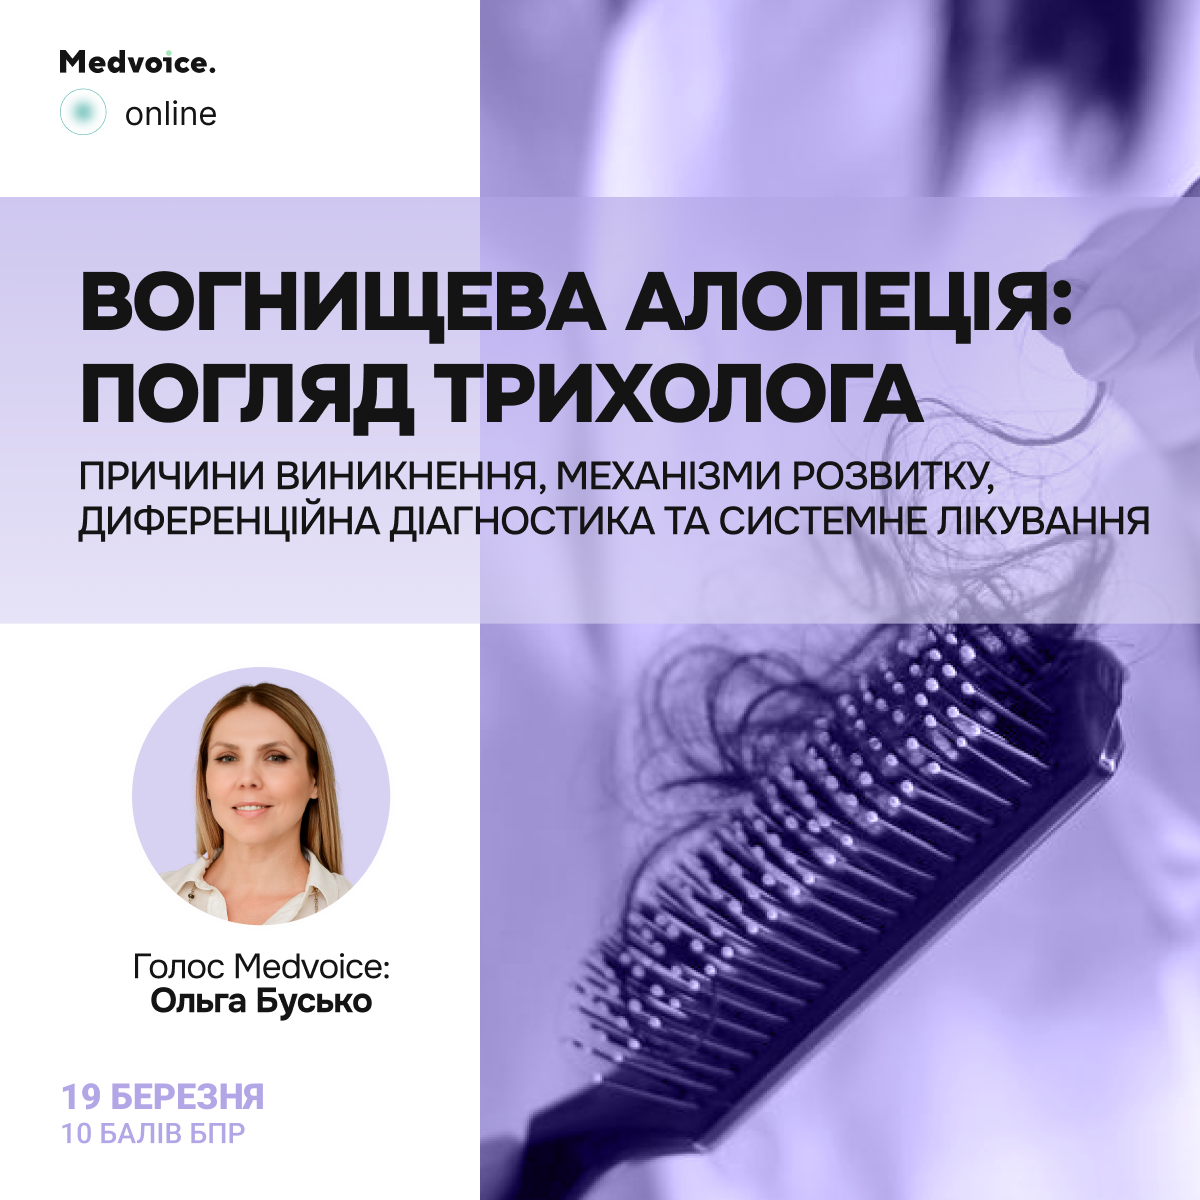 Medvoice.
online
ВОГНИЩЕВА АЛОПЕЦІЯ:
ПОГЛЯД ТРИХОЛОГА
ПРИЧИНИ ВИНИКНЕННЯ, МЕХАНІЗМИ РОЗВИТКУ,
ДИФЕРЕНЦІЙНА ДІАГНОСТИКА ТА СИСТЕМНЕ ЛІКУВАННЯ
Голос Medvoice:
Ольга Бусько
19 БЕРЕЗНЯ
10 БАЛІВ БПР